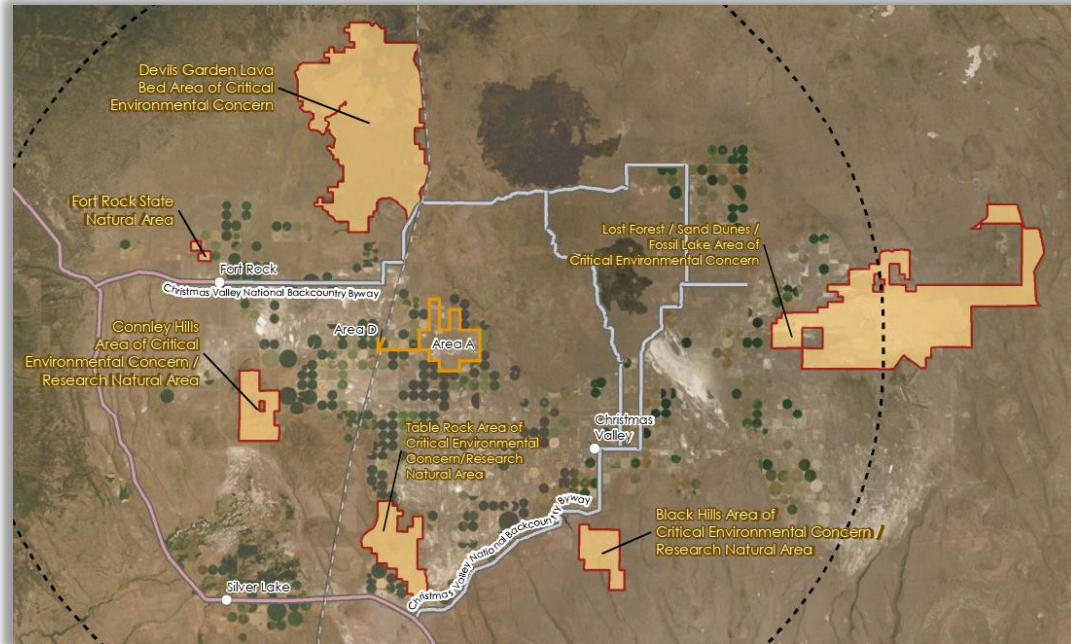 Devils Garden Lava
Bed Area of Critical
Environmental Concern
Fort Rock State
Natural Area
Lost Forest / Sand Dunes /
Fossil Lake Area of
Critical Environmental Concern
Fort Rock
Christmas Valley National Backcountry Byway
Connley Hills
Area of Critical
Environmental Concern /
Research Natural Area
Area D
Area A
Table Rock Area of
Critical Environmental
Concern/Research
Natural Area
Christmas
Valley
Christmas Valley National Backcountry Byway
Black Hills Area of
Critical Environmental Concern /
Research Natural Area
Silver Lake